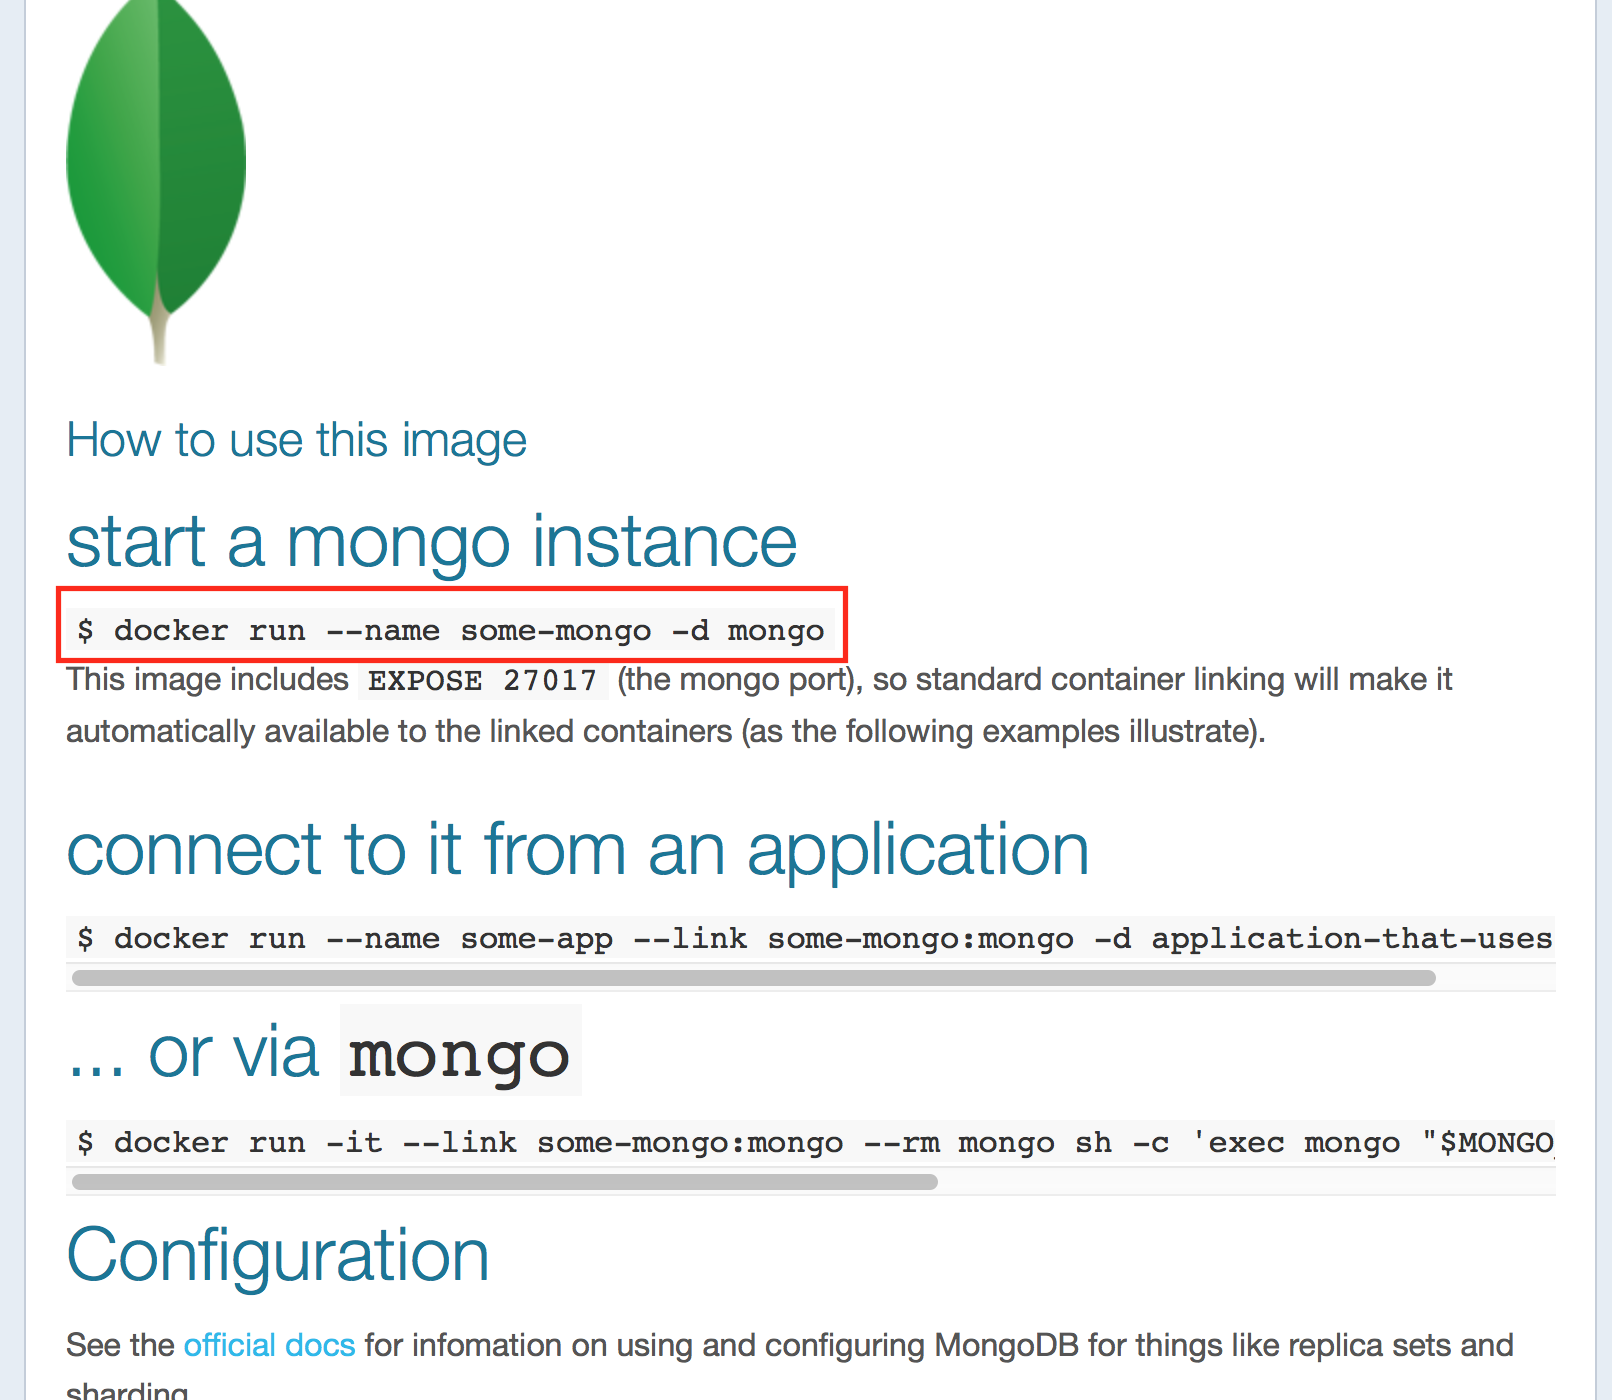 How to use this image
start a mongo instance
$ docker run --name some-mongo -d mongo
This image includes EXPOSE 27017 (the mongo port), so standard container linking will make it
automatically available to the linked containers (as the following examples illustrate).
connect to it from an application
$ docker run --name some-app --link some-mongo:mongo -d application-that-uses
... or via mongo
$ docker run -it --link some-mongo:mongo --rm mongo sh -c 'exec mongo "$MONGO_
Configuration
See the official docs for infomation on using and configuring MongoDB for things like replica sets and
sharding